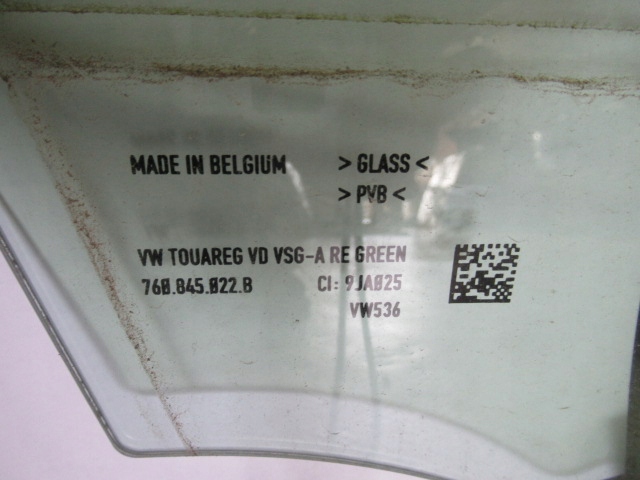 MADE IN BELGIUM > GLASS <
> PVB <
VW TOUAREG VD VSG-A RE GREEN
760.845.022.B CI: 9JA025
VW536